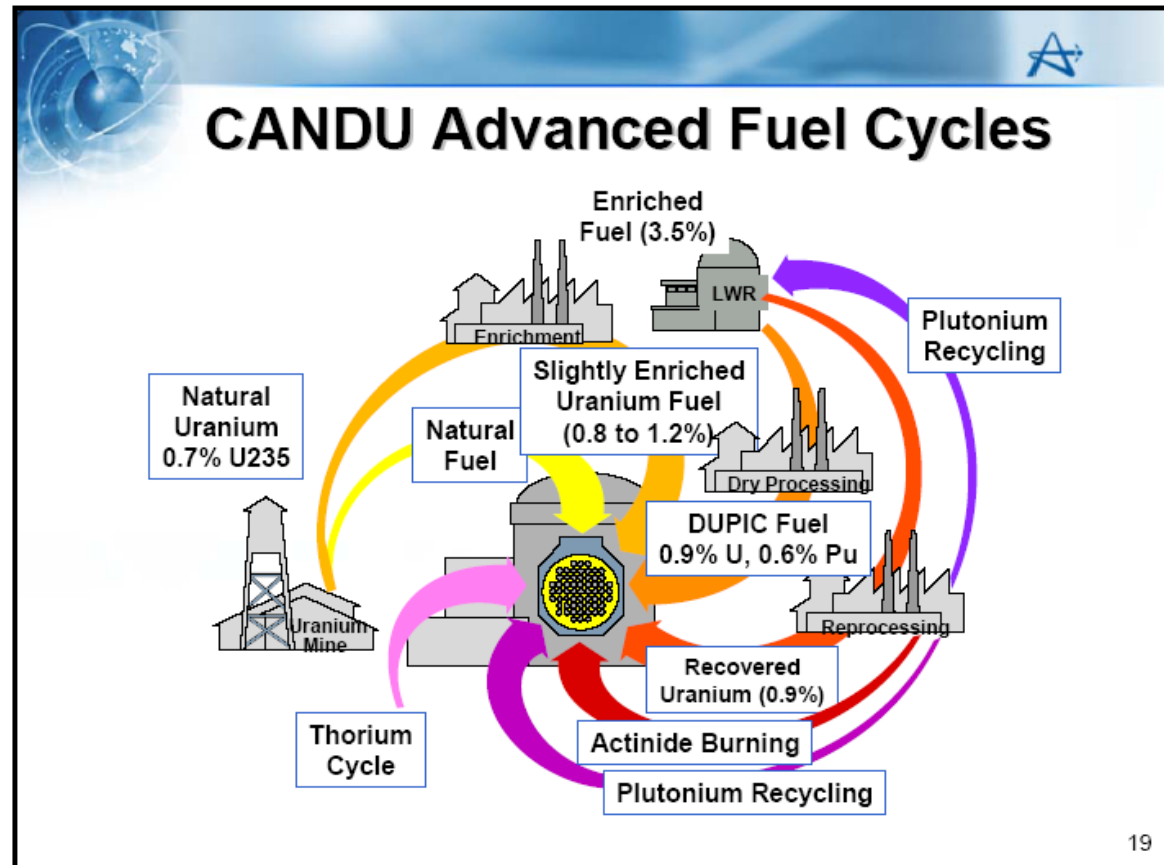 CANDU Advanced Fuel Cycles
Enriched
Fuel (3.5%)
LWR
Enrichment
Plutonium
Recycling
Slightly Enriched
Uranium Fuel
(0.8 to 1.2%)
Natural
Uranium
0.7% U235
Natural
Fuel
Dry Processing
DUPIC Fuel
0.9% U, 0.6% Pu
Uranium
Mine
Reprocessing
Recovered
Uranium (0.9%)
Thorium
Cycle
Actinide Burning
Plutonium Recycling
19